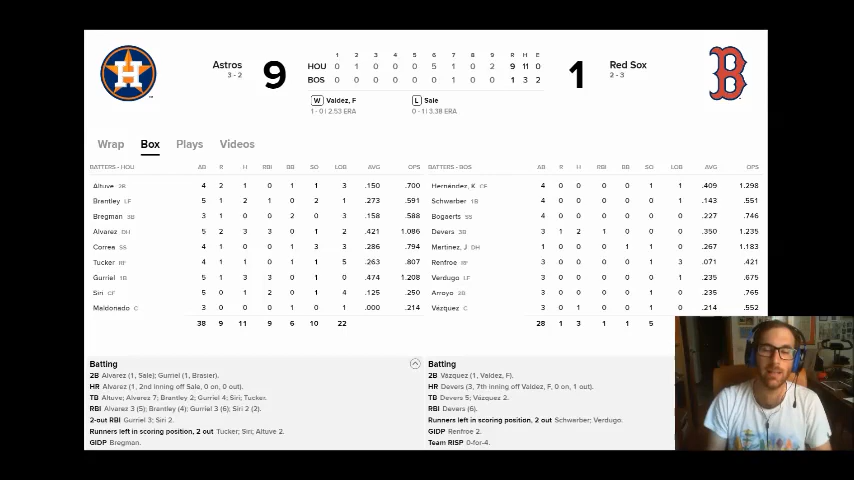 1 2 3 4 5 6 7 8 9 R H E
Astros 9 HOU 0 1 0 0 0 5 1 0 2 9 11 0 1 Red Sox
3 - 2 BOS 0 0 0 0 0 0 1 0 0 1 3 2 2 - 3
W Valdez, F L Sale
1 - 0 | 2.53 ERA 0 - 1 | 3.38 ERA
Wrap Box Plays Videos
BATTERS - HOU AB R H RBI BB SO LOB AVG OPS
Altuve 2B 4 2 1 0 1 1 3 .150 .700
Brantley LF 5 1 2 1 0 2 1 .273 .591
Bregman 3B 3 1 0 0 2 0 3 .158 .588
Alvarez DH 5 2 3 3 0 1 0 .421 1.086
Correa SS 4 1 0 0 1 3 3 .286 .794
Tucker RF 4 1 1 0 1 1 5 .263 .807
Gurriel 1B 5 1 3 3 0 1 0 .474 1.208
Siri CF 5 0 1 2 0 1 4 .125 .250
Maldonado C 3 0 0 0 1 0 1 .000 .214
38 9 11 9 6 10 22
BATTERS - BOS AB R H RBI BB SO LOB AVG OPS
Hernández, K CF 4 0 0 0 0 1 1 .409 1.298
Schwarber 1B 4 0 0 0 0 0 1 .143 .551
Bogaerts SS 4 0 0 0 0 0 0 .227 .746
Devers 3B 3 1 2 1 0 0 0 .350 1.235
Martinez, J DH 1 0 0 0 1 1 0 .267 1.183
Renfroe RF 3 0 0 0 0 1 3 .071 .421
Verdugo LF 3 0 0 0 0 0 1 .235 .675
Arroyo 2B 3 0 0 0 0 1 0 .235 .765
Vázquez C 3 0 1 0 0 1 0 .214 .552
28 1 3 1 1 5
Batting
2B Alvarez (1, Sale); Gurriel (1, Brasier).
HR Alvarez (1, 2nd inning off Sale, 0 on, 0 out).
TB Altuve; Alvarez 7; Brantley 2; Gurriel 4; Siri; Tucker.
RBI Alvarez 3 (5); Brantley (4); Gurriel 3 (6); Siri 2 (2).
2-out RBI Gurriel 3; Siri 2.
Runners left in scoring position, 2 out Tucker; Siri; Altuve 2.
GIDP Bregman.
Batting
2B Vázquez (1, Valdez, F).
HR Devers (3, 7th inning off Valdez, F, 0 on, 1 out).
TB Devers 5; Vázquez 2.
RBI Devers (6).
Runners left in scoring position, 2 out Schwarber; Verdugo.
GIDP Renfroe 2.
Team RISP 0-for-4.